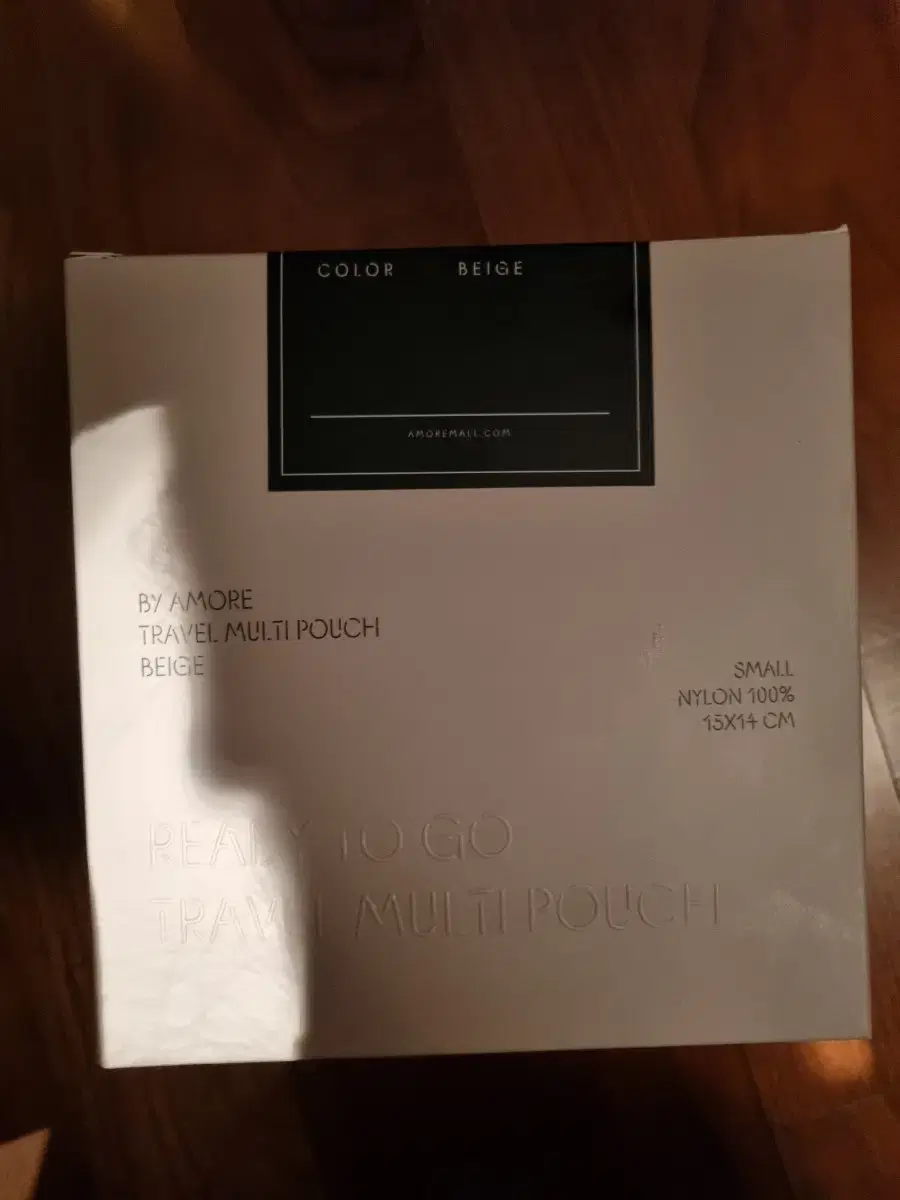 COLOR BEIGE
AMOREMALL.COM
BY AMORE
TRAVEL MULTI POUCH
BEIGE
SMALL
NYLON 100%
15X14 CM
READY TO GO
TRAVEL MULTI POUCH